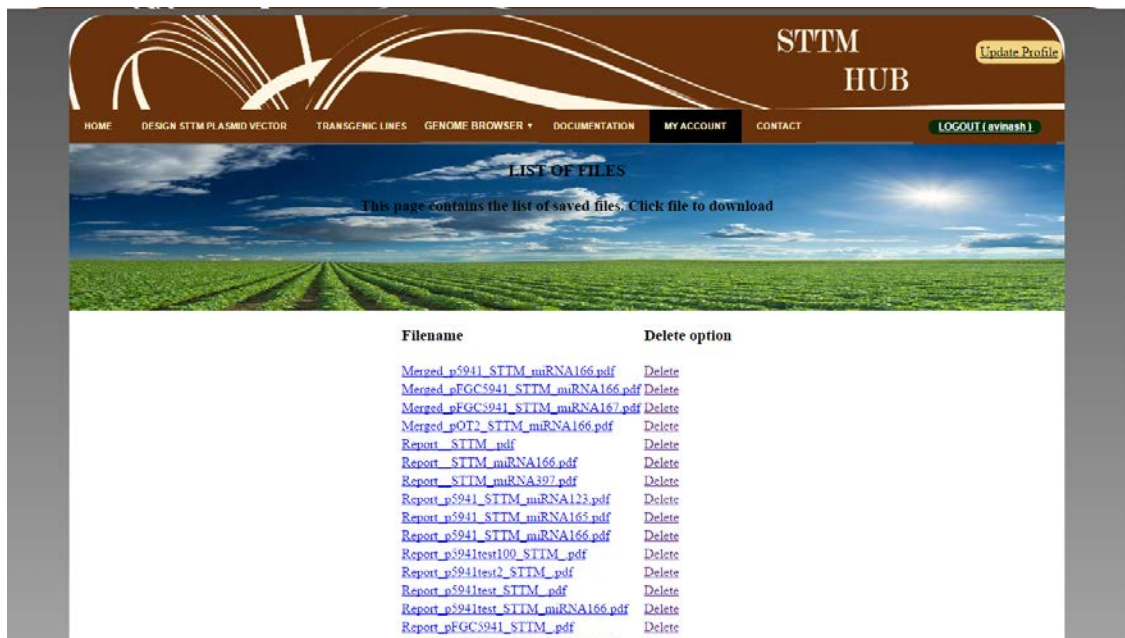 STTM
HUB
Update Profile
HOME DESIGN STTM PLASMID VECTOR TRANSGENIC LINES GENOME BROWSER ▾ DOCUMENTATION MY ACCOUNT CONTACT LOGOUT ( avinash )
LIST OF FILES
This page contains the list of saved files. Click file to download
Filename Delete option
Merged_p5941_STTM_miRNA166.pdf Delete
Merged_pFGC5941_STTM_miRNA166.pdf Delete
Merged_pFGC5941_STTM_miRNA167.pdf Delete
Merged_pOT2_STTM_miRNA166.pdf Delete
Report__STTM_.pdf Delete
Report__STTM_miRNA166.pdf Delete
Report__STTM_miRNA397.pdf Delete
Report_p5941_STTM_miRNA123.pdf Delete
Report_p5941_STTM_miRNA165.pdf Delete
Report_p5941_STTM_miRNA166.pdf Delete
Report_p5941test100_STTM_.pdf Delete
Report_p5941test2_STTM_.pdf Delete
Report_p5941test_STTM_.pdf Delete
Report_p5941test_STTM_miRNA166.pdf Delete
Report_pFGC5941_STTM_.pdf Delete